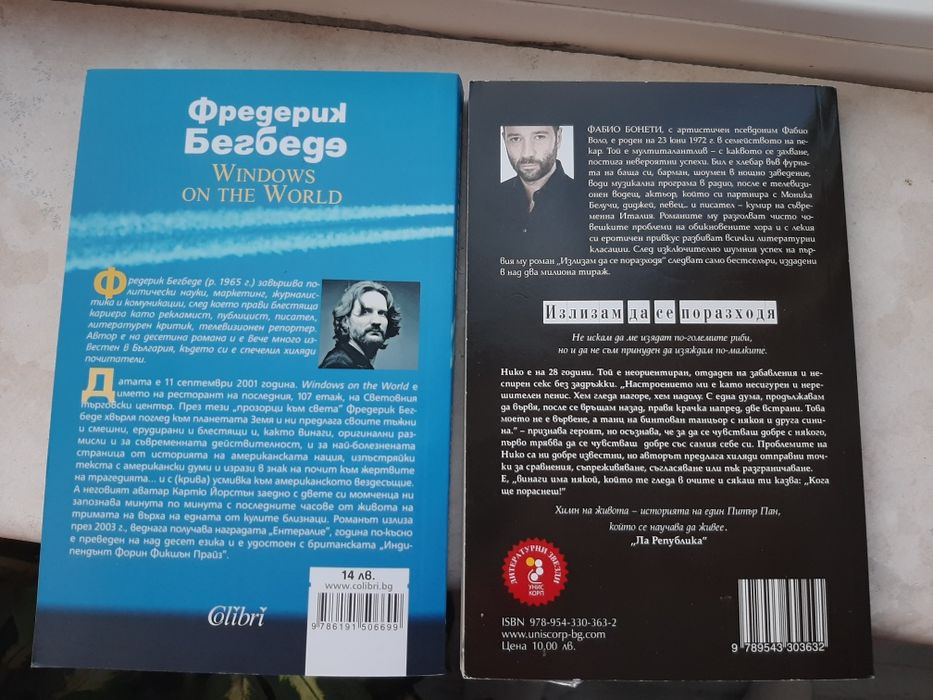 Фредерик
Бегбеде
WINDOWS
ON THE WORLD
Фредерик Бегбеде (р. 1965 г.) завършва по-
литически науки, маркетинг, журналис-
тика и комуникации, след което прави блестяща
кариера като рекламист, публицист, писател,
литературен критик, телевизионен репортер.
Автор е на десетина романа и е вече много из-
вестен в България, където си е спечелил хиляди
почитатели.
Датата е 11 септември 2001 година. Windows on the World е
името на ресторант на последния, 107 етаж, на Световния
търговски център. През тези „прозорци към света“ Фредерик Бег-
беде хвърля поглед към планетата Земя и ни предлага своите тъжни
и смешни, ерудирани и блестящи и, както винаги, оригинални раз-
мисли и за съвременната действителност, и за най-болезнената
страница от историята на американската нация, изпъстряйки
текста с американски думи и изрази в знак на почит към жертвите
на трагедията... и с (крива) усмивка към американското вездесъщие.
А неговият аватар Картю Йорстън заедно с двете си момченца ни
запознава минута по минута с последните часове от живота на
тримата на върха на едната от кулите близнаци. Романът излиза
през 2003 г., веднага получава наградата „Ентералие“, година по-късно
е преведен на над десет езика и е удостоен с британската „Инди-
пендънт Форин Фикшън Прайз“.
14 лв.
www.colibri.bg
9 786191 506699
Colibri
ФАБИО БОНЕТИ, с артистичен псевдоним Фабио
Воло, е роден на 23 юни 1972 г. в семейството на пе-
кар. Той е мултиталантлив – с каквото се захване,
постига невероятни успехи. Бил е хлебар във фурна-
та на баща си, барман, шоумен в нощно заведение,
води музикална програма в радио, после е телевизи-
онен водещ, актьор, който си партнира с Моника
Белучи, диджей, певец.. и писател – кумир на съвре-
менна Италия. Романите му разголват чисто чо-
вешките проблеми на обикновените хора и с лекия
си еротичен привкус разбиват всички литературни
класации. След изключително шумния успех на пър-
вия му роман „Излизам да се поразходя“ следват само бестселъри, издадени
в над два милиона тираж.
Излизам да се поразходя
Не искам да ме изядат по-големите риби,
но и да не съм принуден да изяждам по-малките.
Нико е на 28 години. Той е неориентиран, отдаден на забавления и не-
спирен секс без задръжки. „Настроението ми е като несигурен и нере-
шителен пенис. Хем гледа нагоре, хем надолу. С една дума, продължавам
да вървя, после се връщам назад, правя крачка напред, две встрани. Това
моето не е вървене, а танц на бинтован танцьор с някоя и друга сини-
на.“ – признава героят, но осъзнава, че за да се чувстваш добре с някого,
първо трябва да се чувстваш добре със самия себе си. Проблемите на
Нико са ни добре известни, но авторът предлага хиляди отправни точ-
ки за сравнения, съпреживяване, съгласяване или пък разграничаване.
Е, "винаги има някой, който те гледа в очите и сякаш ти казва: „Кога
ще пораснеш!“
Химн на живота – историята на един Питър Пан,
който се научава да живее.
„Ла Република“
ЛИТЕРАТУРНИ ЗВЕЗДИ
УНИС
КОРП
ISBN 978-954-330-363-2
www.uniscorp-bg.com
Цена 10,00 лв.
9 789543 303632